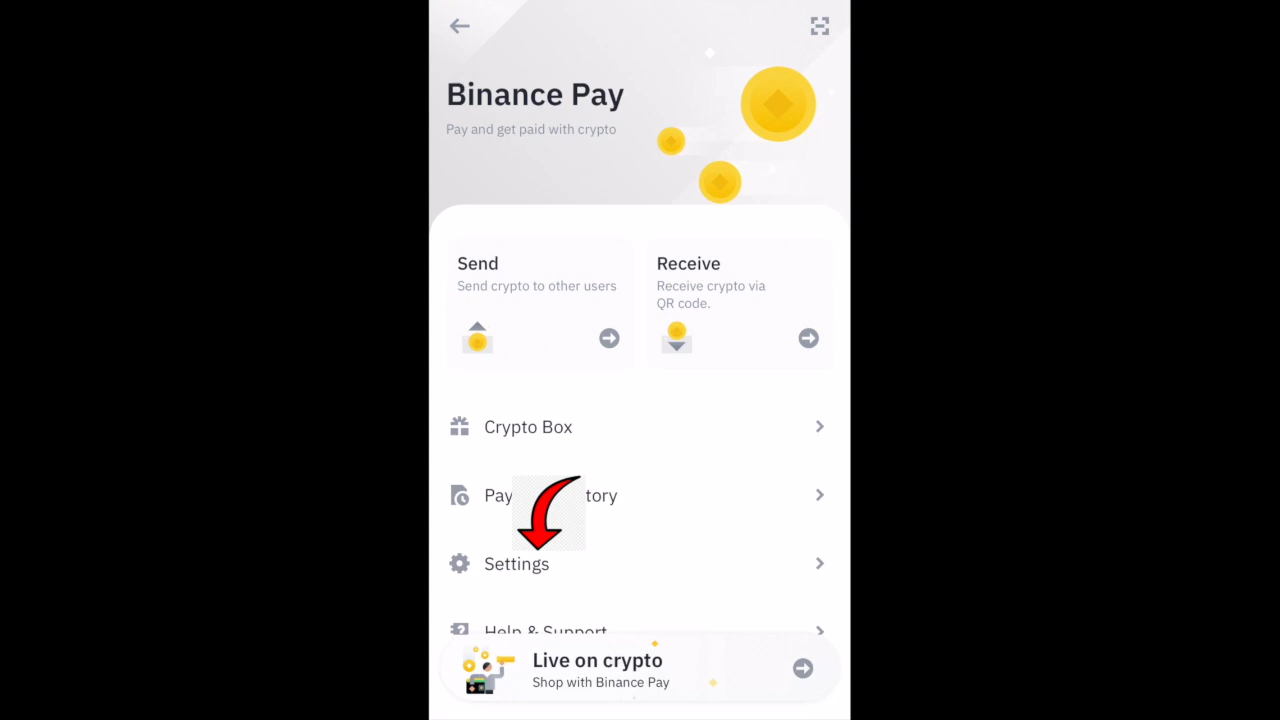 Binance Pay
Pay and get paid with crypto
Send
Send crypto to other users
Receive
Receive crypto via
QR code.
Crypto Box
Pay tory
Settings
Help & Support
Live on crypto
Shop with Binance Pay